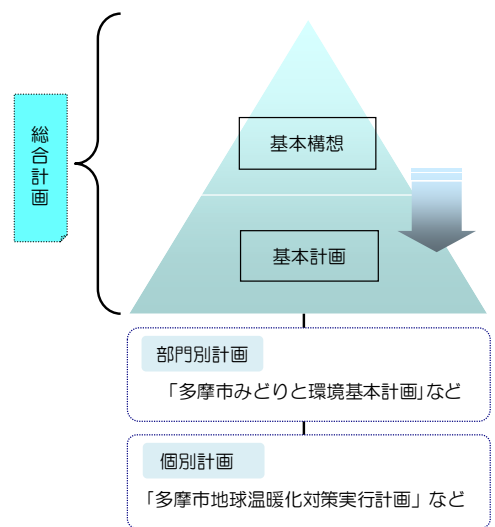 総合計画
基本構想
基本計画
部門別計画
「多摩市みどりと環境基本計画」など
個別計画
「多摩市地球温暖化対策実行計画」など